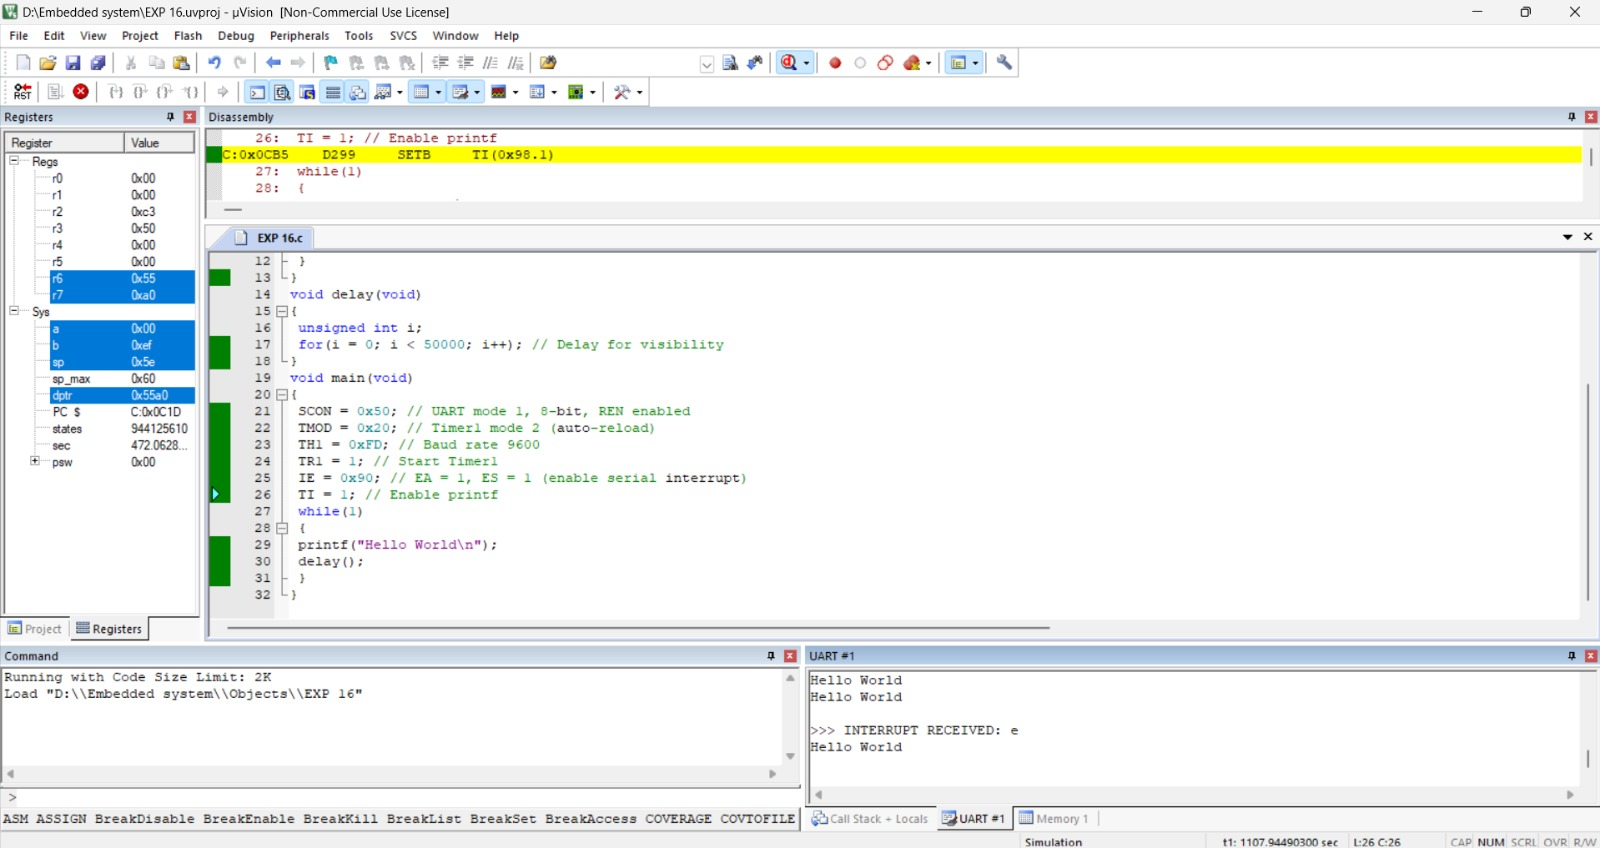 D:\Embedded system\EXP 16.uvproj - µVision  [Non-Commercial Use License]
File Edit View Project Flash Debug Peripherals Tools SVCS Window Help
RST
Registers
Register Value
Regs
r0 0x00
r1 0x00
r2 0xc3
r3 0x50
r4 0x00
r5 0x00
r6 0x55
r7 0xa0
Sys
a 0x00
b 0xef
sp 0x5e
sp_max 0x60
dptr 0x55a0
PC $ C:0x0C1D
states 944125610
sec 472.0628...
psw 0x00
Project Registers
Disassembly
26: TI = 1; // Enable printf
C:0x0CB5 D299 SETB TI(0x98.1)
27: while(1)
28: {
EXP 16.c
12 }
13 }
14 void delay(void)
15 {
16 unsigned int i;
17 for(i = 0; i < 50000; i++); // Delay for visibility
18 }
19 void main(void)
20 {
21 SCON = 0x50; // UART mode 1, 8-bit, REN enabled
22 TMOD = 0x20; // Timer1 mode 2 (auto-reload)
23 TH1 = 0xFD; // Baud rate 9600
24 TR1 = 1; // Start Timer1
25 IE = 0x90; // EA = 1, ES = 1 (enable serial interrupt)
26 TI = 1; // Enable printf
27 while(1)
28 {
29 printf("Hello World\n");
30 delay();
31 }
32 }
Command
Running with Code Size Limit: 2K
Load "D:\\Embedded system\\Objects\\EXP 16"
>
ASM ASSIGN BreakDisable BreakEnable BreakKill BreakList BreakSet BreakAccess COVERAGE COVTOFILE
UART #1
Hello World
Hello World
>>> INTERRUPT RECEIVED: e
Hello World
Call Stack + Locals UART #1 Memory 1
Simulation t1: 1107.94490300 sec L:26 C:26 CAP NUM SCRL OVR R/W